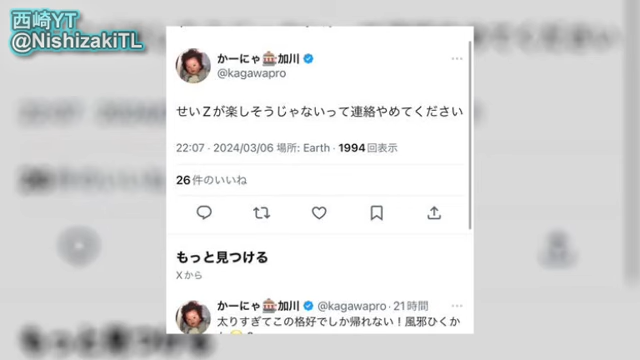 西崎YT
@NishizakiTL
かーにゃ🎰加川
@kagawapro
せいＺが楽しそうじゃないって連絡やめてください
22:07 · 2024/03/06 場所: Earth · 1994 回表示
26 件のいいね
もっと見つける
Xから
かーにゃ🎰加川 @kagawapro · 21時間
太りすぎてこの格好でしか帰れない！風邪ひくか